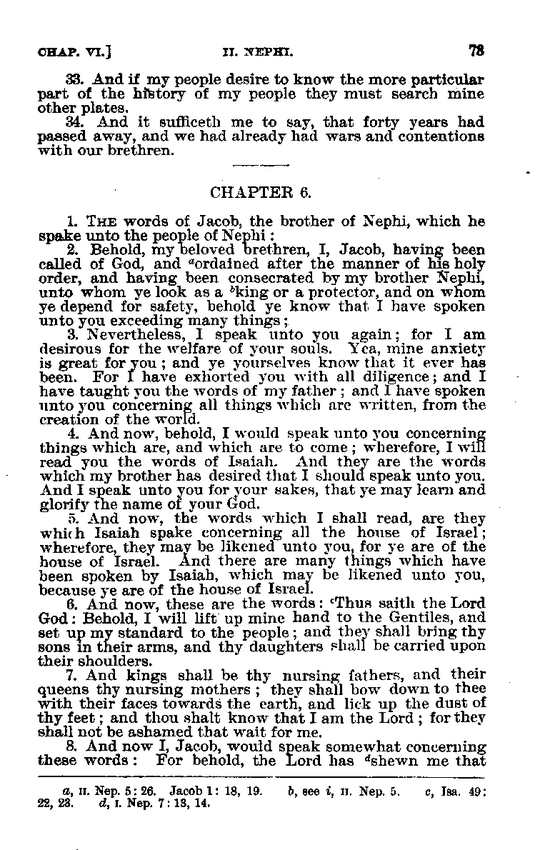 CHAP. VI.] II. NEPHI. 73
33. And if my people desire to know the more particular
part of the history of my people they must search mine
other plates.
34. And it sufficeth me to say, that forty years had
passed away, and we had already had wars and contentions
with our brethren.
CHAPTER 6.
1. THE words of Jacob, the brother of Nephi, which he
spake unto the people of Nephi :
2. Behold, my beloved brethren, I, Jacob, having been
called of God, and aordained after the manner of his holy
order, and having been consecrated by my brother Nephi,
unto whom ye look as a bking or a protector, and on whom
ye depend for safety, behold ye know that I have spoken
unto you exceeding many things ;
3. Nevertheless, I speak unto you again; for I am
desirous for the welfare of your souls. Yea, mine anxiety
is great for you ; and ye yourselves know that it ever has
been. For I have exhorted you with all diligence ; and I
have taught you the words of my father ; and I have spoken
unto you concerning all things which are written, from the
creation of the world.
4. And now, behold, I would speak unto you concerning
things which are, and which are to come ; wherefore, I will
read you the words of Isaiah. And they are the words
which my brother has desired that I should speak unto you.
And I speak unto you for your sakes, that ye may learn and
glorify the name of your God.
5. And now, the words which I shall read, are they
which Isaiah spake concerning all the house of Israel ;
wherefore, they may be likened unto you, for ye are of the
house of Israel. And there are many things which have
been spoken by Isaiah, which may be likened unto you,
because ye are of the house of Israel.
6. And now, these are the words : cThus saith the Lord
God : Behold, I will lift up mine hand to the Gentiles, and
set up my standard to the people ; and they shall bring thy
sons in their arms, and thy daughters shall be carried upon
their shoulders.
7. And kings shall be thy nursing fathers, and their
queens thy nursing mothers ; they shall bow down to thee
with their faces towards the earth, and lick up the dust of
thy feet ; and thou shalt know that I am the Lord ; for they
shall not be ashamed that wait for me.
8. And now I, Jacob, would speak somewhat concerning
these words : For behold, the Lord has dshewn me that
a, II. Nep. 5 : 26. Jacob 1 : 18, 19. b, see i, II. Nep. 5. c, Isa. 49 :
22, 23. d, I. Nep. 7 : 13, 14.